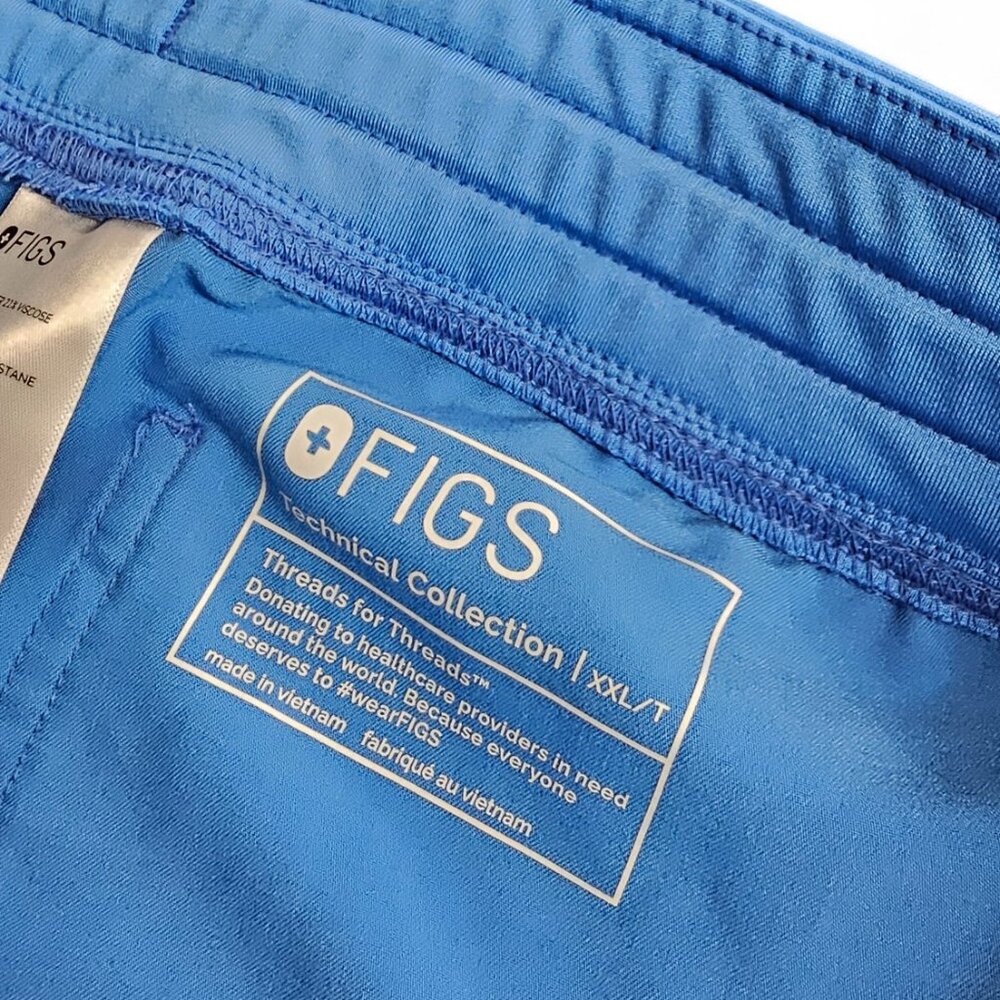 FIGS
21% VISCOSE
STANE
FIGS
Technical Collection | XXL/T
Threads for Threads™
Donating to healthcare providers in need
around the world. Because everyone
deserves to #wearFIGS
made in vietnam fabriqué au vietnam